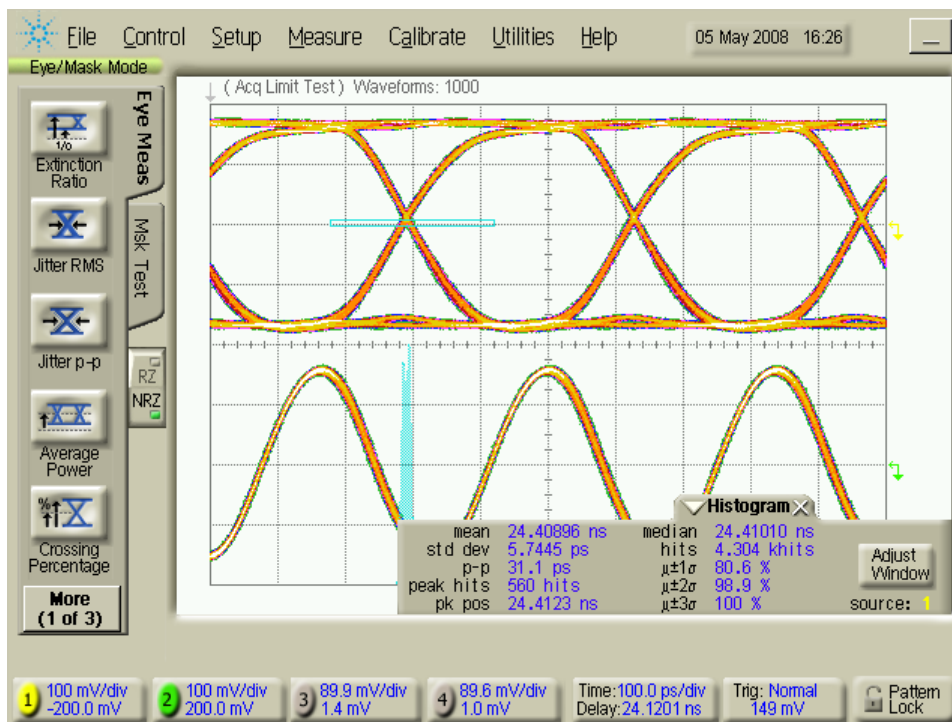 File Control Setup Measure Calibrate Utilities Help 05 May 2008 16:26
Eye/Mask Mode
( Acq Limit Test ) Waveforms: 1000
Eye Meas
Msk Test
1/0
Extinction
Ratio
Jitter RMS
Jitter p-p
RZ
NRZ
Average
Power
%
Crossing
Percentage
More
(1 of 3)
Histogram
mean 24.40896 ns median 24.41010 ns
std dev 5.7445 ps hits 4.304 khits
p-p 31.1 ps μ±1σ 80.6 %
peak hits 560 hits μ±2σ 98.9 %
pk pos 24.4123 ns μ±3σ 100 %
Adjust
Window
source: 1
1 100 mV/div
-200.0 mV
2 100 mV/div
200.0 mV
3 89.9 mV/div
1.4 mV
4 89.6 mV/div
1.0 mV
Time:100.0 ps/div
Delay:24.1201 ns
Trig: Normal
149 mV
Pattern
Lock